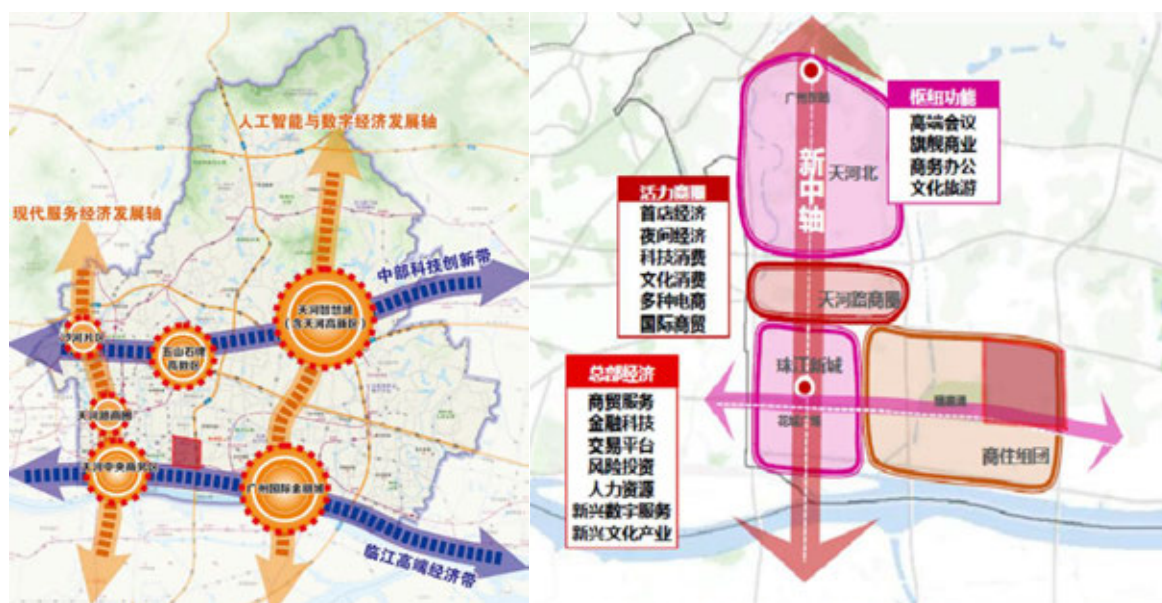 人工智能与数字经济发展轴
现代服务经济发展轴
中部科技创新带
天河智慧城
(含天河高新区)
沙河片区
五山石牌
高教区
天河路商圈
天河中央商务区
广州国际金融城
临江高端经济带
枢纽功能
高端会议
旗舰商业
商务办公
文化旅游
新中轴
天河北
活力商圈
首店经济
夜间经济
科技消费
文化消费
多种电商
国际商贸
天河路商圈
珠江新城
总部经济
商贸服务
金融科技
交易平台
风险投资
人力资源
新兴数字服务
新兴文化产业
商住组团